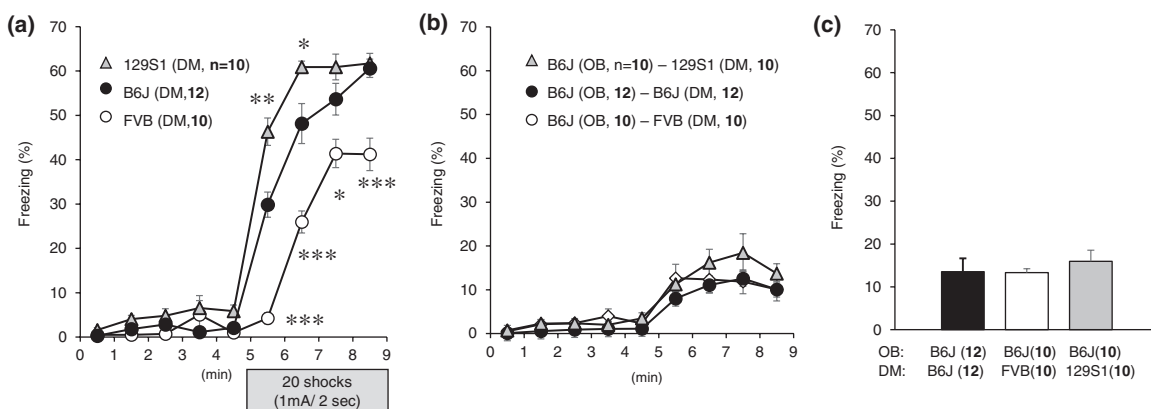 (a)
Freezing (%)
70
60
50
40
30
20
10
0
129S1 (DM, n=10)
B6J (DM,12)
FVB (DM,10)
*
**
***
*
***
***
0 1 2 3 4 5 6 7 8 9
(min)
20 shocks
(1mA/ 2 sec)
(b)
Freezing (%)
70
60
50
40
30
20
10
0
B6J (OB, n=10) – 129S1 (DM, 10)
B6J (OB, 12) – B6J (DM, 12)
B6J (OB, 10) – FVB (DM, 10)
0 1 2 3 4 5 6 7 8 9
(min)
(c)
Freezing (%)
70
60
50
40
30
20
10
0
OB: B6J (12) B6J(10) B6J(10)
DM: B6J (12) FVB(10) 129S1(10)